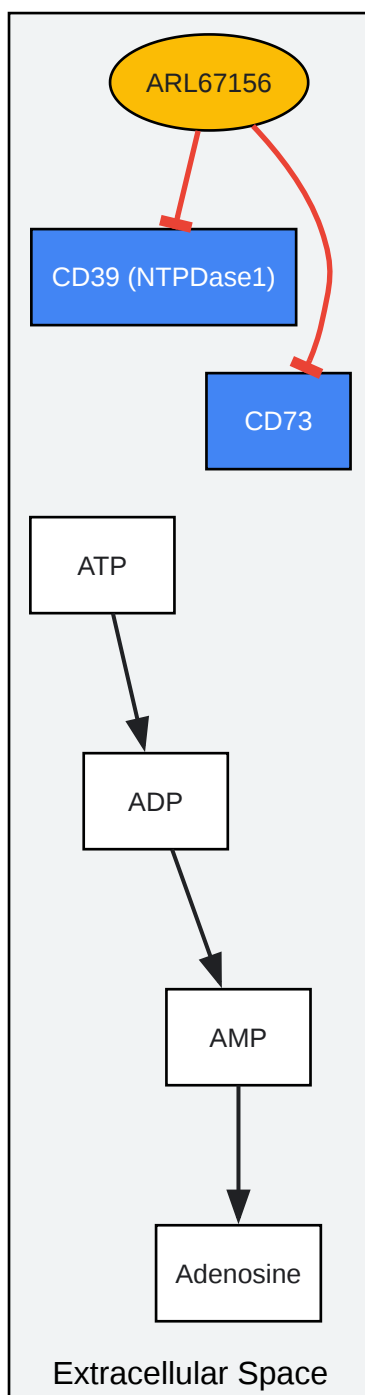 ARL67156
CD39 (NTPDase1)
CD73
ATP
ADP
AMP
Adenosine
Extracellular Space